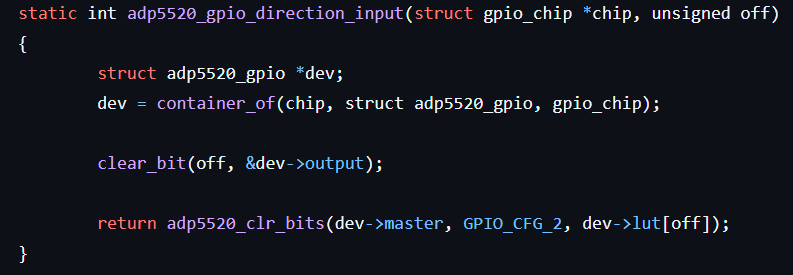 static int adp5520_gpio_direction_input(struct gpio_chip *chip, unsigned off)
{
        struct adp5520_gpio *dev;
        dev = container_of(chip, struct adp5520_gpio, gpio_chip);

        clear_bit(off, &dev->output);

        return adp5520_clr_bits(dev->master, GPIO_CFG_2, dev->lut[off]);
}